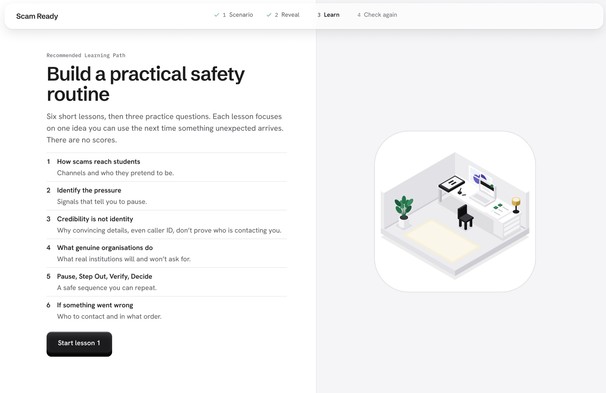 Scam Ready
1 Scenario
2 Reveal
3 Learn
4 Check again
Recommended Learning Path
Build a practical safety
routine
Six short lessons, then three practice questions. Each lesson focuses
on one idea you can use the next time something unexpected arrives.
There are no scores.
1 How scams reach students
Channels and who they pretend to be.
2 Identify the pressure
Signals that tell you to pause.
3 Credibility is not identity
Why convincing details, even caller ID, don't prove who is contacting you.
4 What genuine organisations do
What real institutions will and won't ask for.
5 Pause, Step Out, Verify, Decide
A safe sequence you can repeat.
6 If something went wrong
Who to contact and in what order.
Start lesson 1